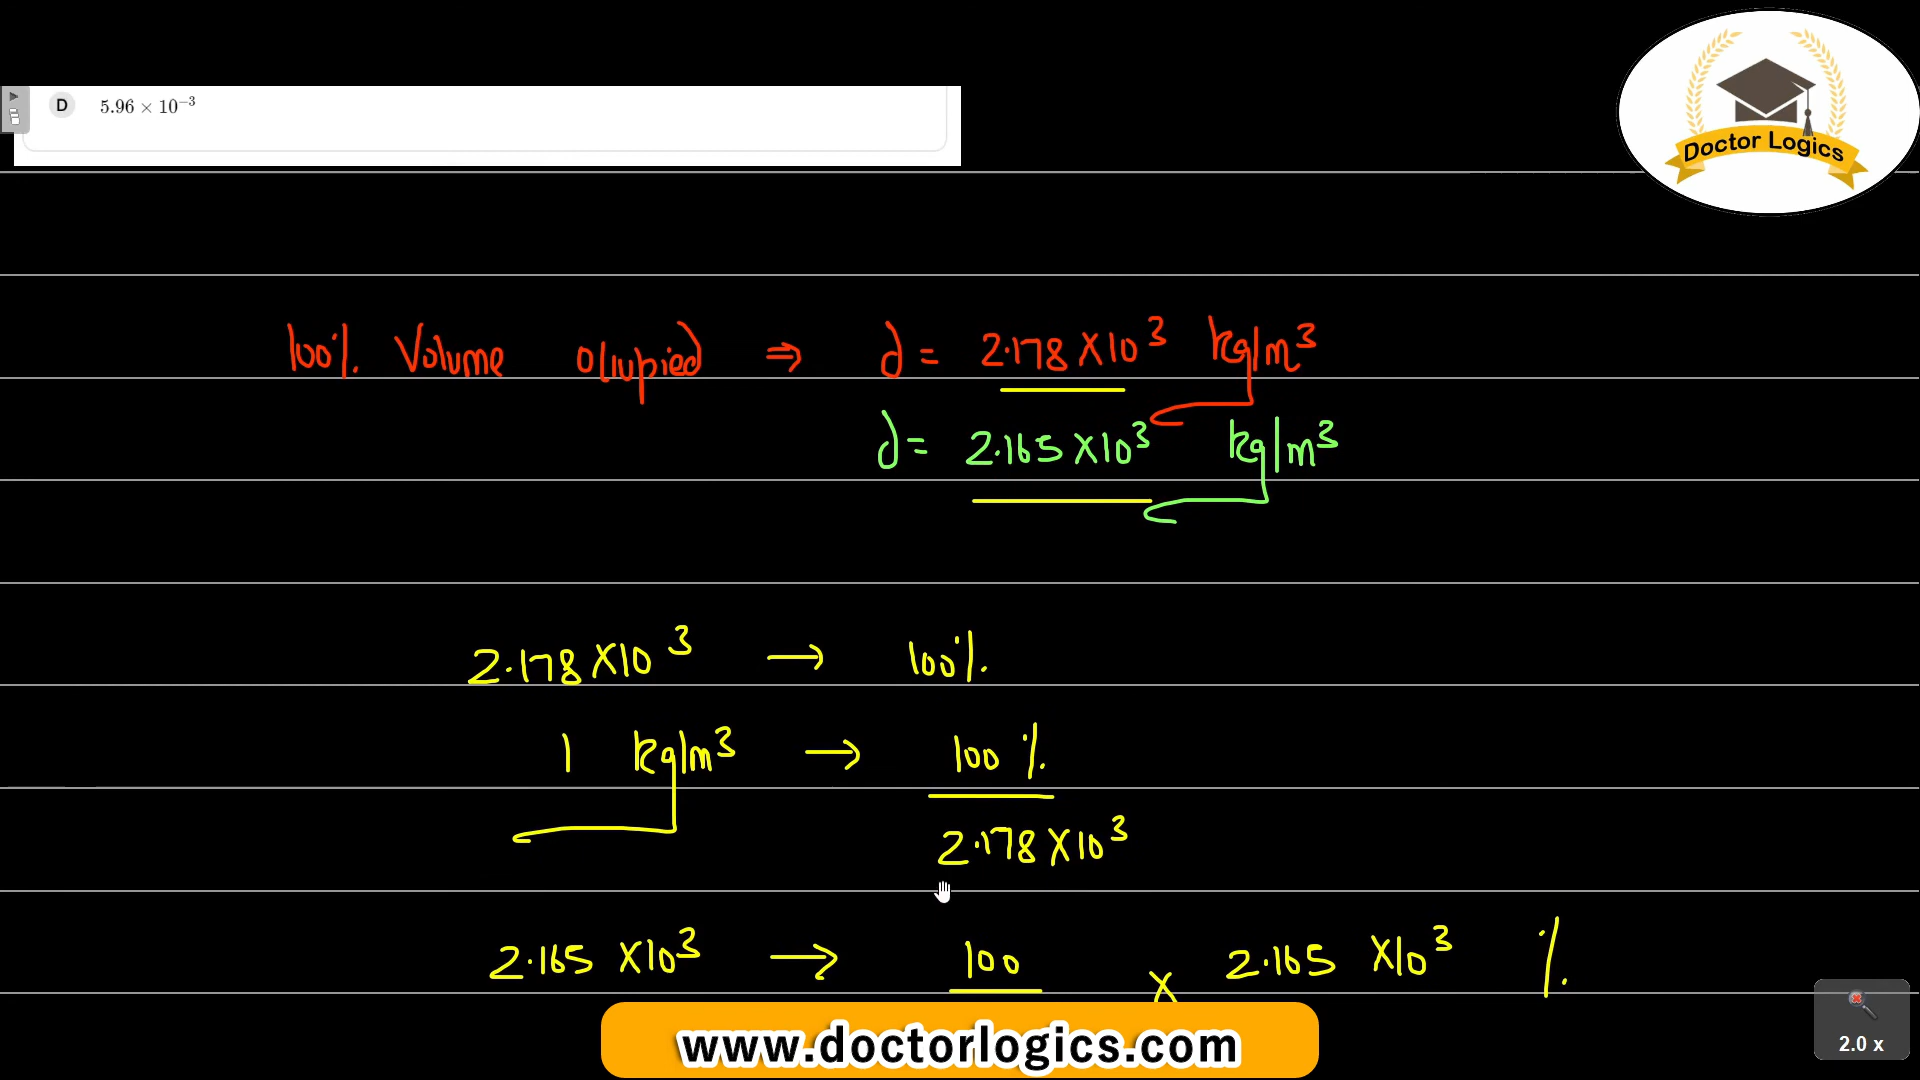 D 5.96 × 10⁻³
Doctor Logics
100% Volume occupied ⇒ d = 2.178 × 10³ kg/m³
d = 2.165 × 10³ kg/m³
2.178 × 10³ → 100%
1 kg/m³ → 100 %
2.178 × 10³
2.165 × 10³ → 100 × 2.165 × 10³ %
www.doctorlogics.com
2.0 x